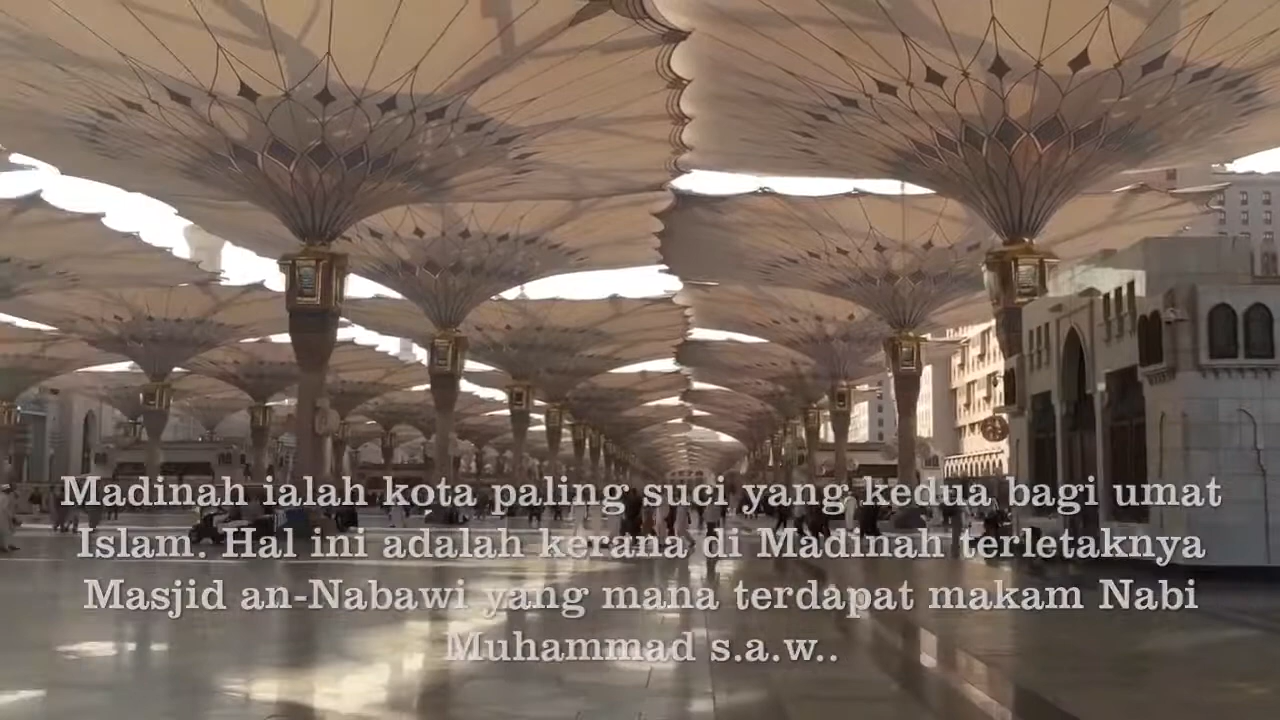 Madinah ialah kota paling suci yang kedua bagi umat
Islam. Hal ini adalah kerana di Madinah terletaknya
Masjid an-Nabawi yang mana terdapat makam Nabi
Muhammad s.a.w..